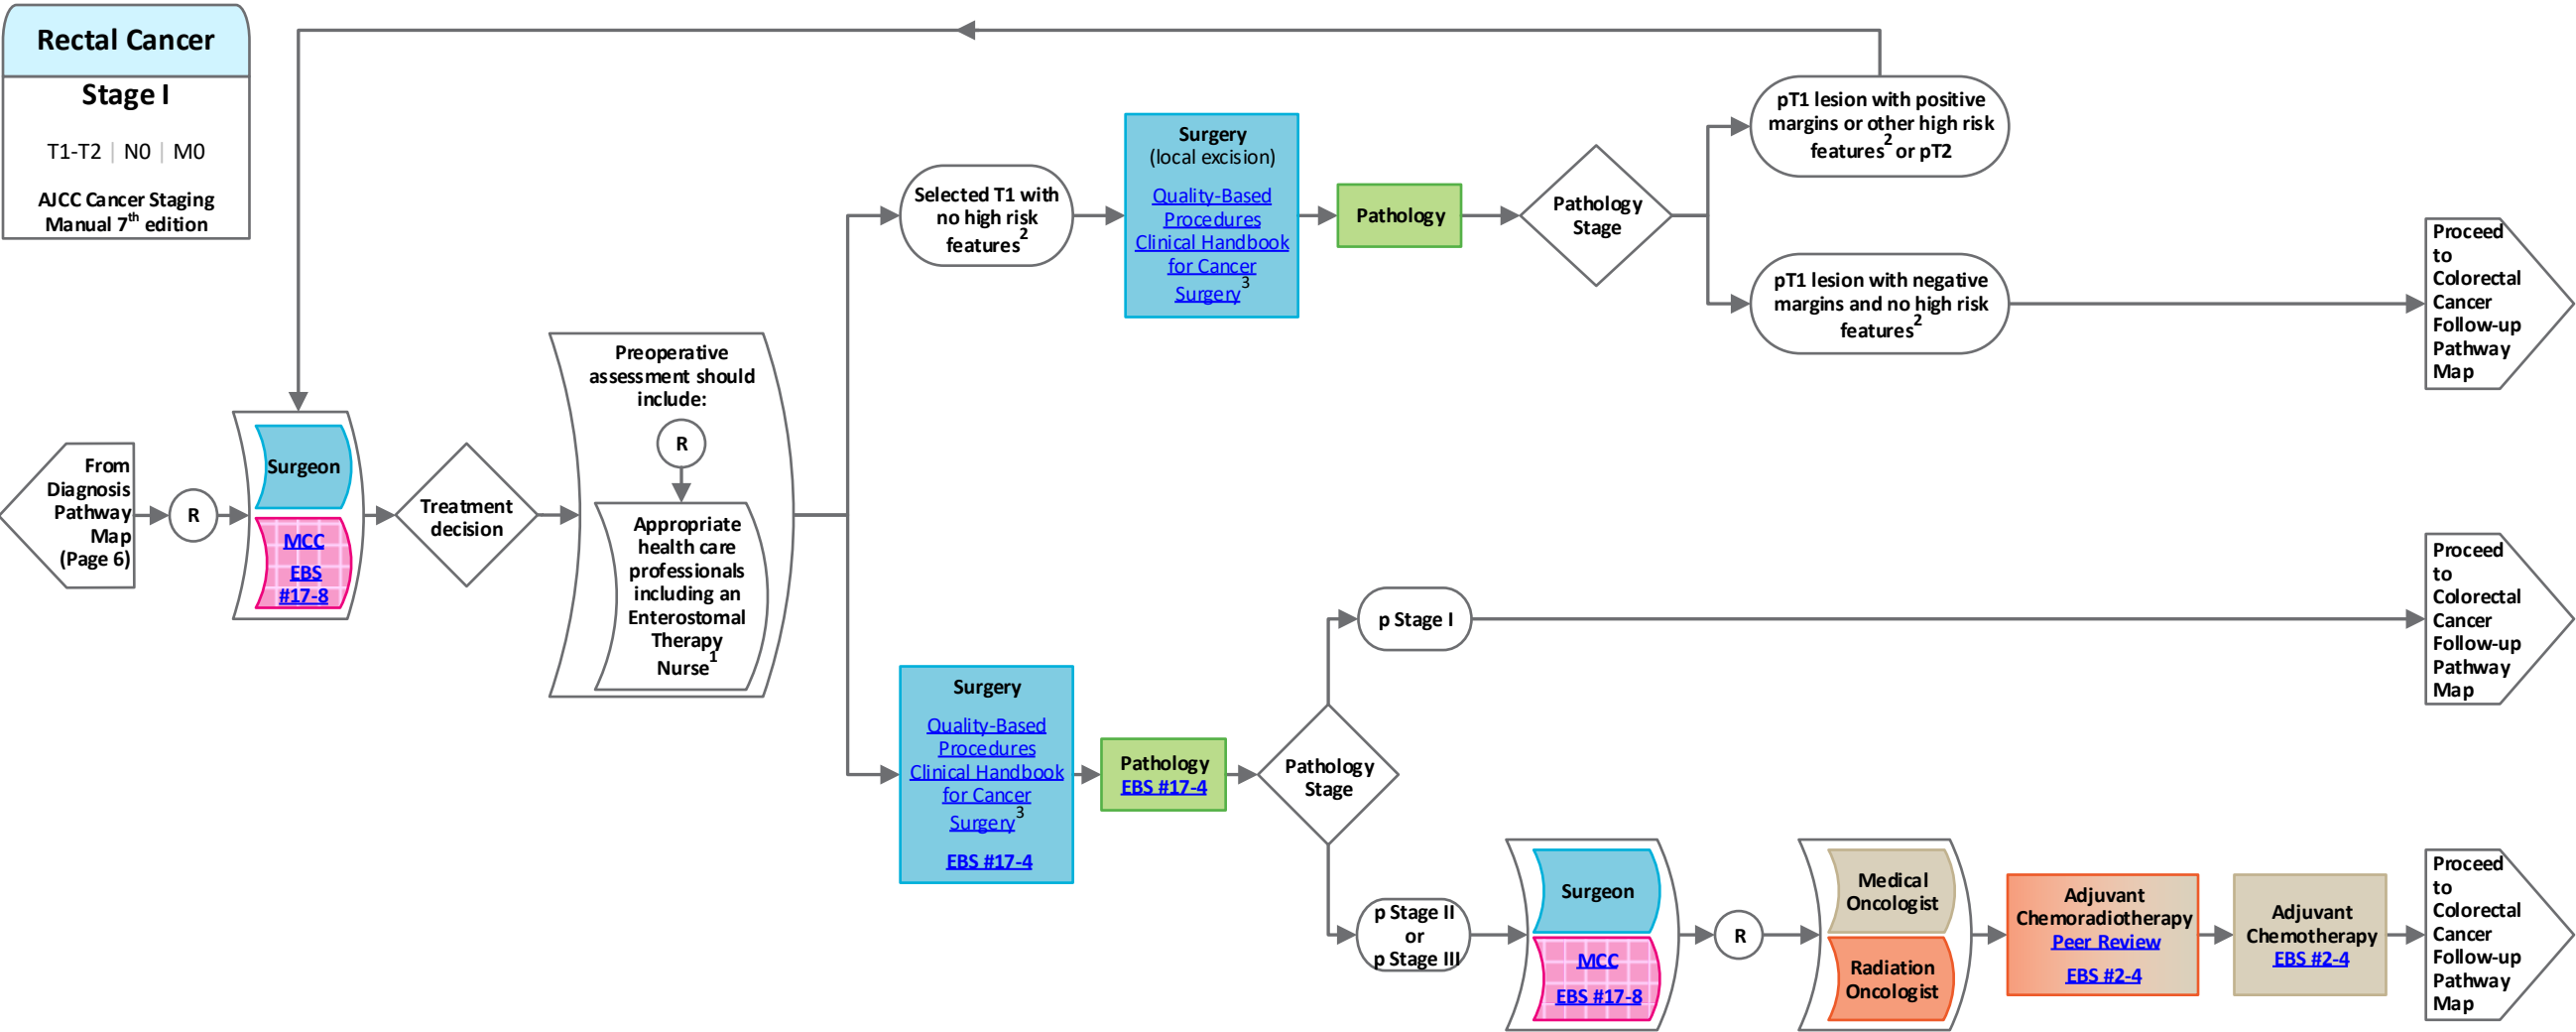 Rectal Cancer
Stage I
T1-T2 | N0 | M0
AJCC Cancer Staging
Manual 7th edition
From
Diagnosis
Pathway
Map
(Page 6)
R
Surgeon
MCC
EBS
#17-8
Treatment
decision
Preoperative
assessment should
include:
R
Appropriate
health care
professionals
including an
Enterostomal
Therapy
Nurse1
Selected T1 with
no high risk
features2
Surgery
(local excision)
Quality-Based
Procedures
Clinical Handbook
for Cancer
Surgery3
Pathology
Pathology
Stage
pT1 lesion with positive
margins or other high risk
features2 or pT2
pT1 lesion with negative
margins and no high risk
features2
Proceed
to
Colorectal
Cancer
Follow-up
Pathway
Map
Surgery
Quality-Based
Procedures
Clinical Handbook
for Cancer
Surgery3
EBS #17-4
Pathology
EBS #17-4
Pathology
Stage
p Stage I
Proceed
to
Colorectal
Cancer
Follow-up
Pathway
Map
p Stage II
or
p Stage III
Surgeon
MCC
EBS #17-8
R
Medical
Oncologist
Radiation
Oncologist
Adjuvant
Chemoradiotherapy
Peer Review
EBS #2-4
Adjuvant
Chemotherapy
EBS #2-4
Proceed
to
Colorectal
Cancer
Follow-up
Pathway
Map